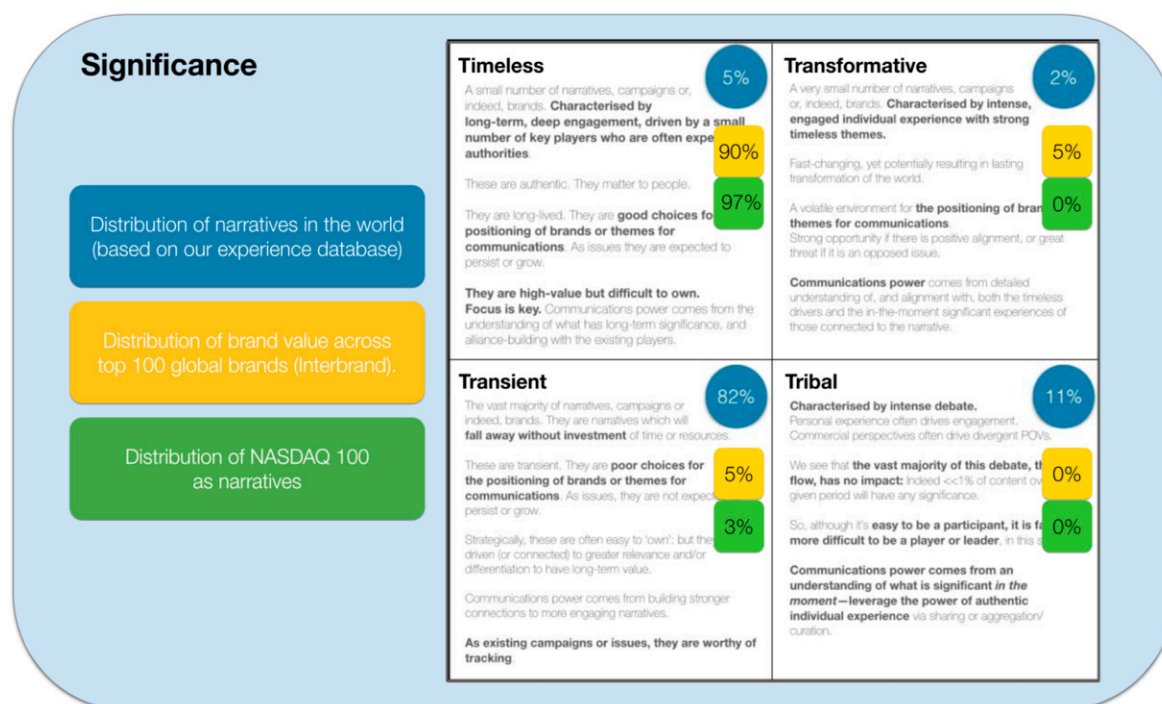 Significance
Distribution of narratives in the world
(based on our experience database)
Distribution of brand value across
top 100 global brands (Interbrand).
Distribution of NASDAQ 100
as narratives
Timeless
5%
A small number of narratives, campaigns or,
indeed, brands. Characterised by
long-term, deep engagement, driven by a small
number of key players who are often
authorities.
90%
These are authentic. They matter to people.
97%
They are long-lived. They are good choices
positioning of brands or themes for
communications. As issues they are expected to
persist or grow.
They are high-value but difficult to own.
Focus is key. Communications power comes from the
understanding of what has long-term significance, and
alliance-building with the existing players.
Transformative
2%
A very small number of narratives, campaigns
or, indeed, brands. Characterised by intense,
engaged individual experience with strong
timeless themes.
5%
Fast-changing, yet potentially resulting in lasting
transformation of the world.
0%
A volatile environment for the positioning of
themes for communications.
Strong opportunity if there is positive alignment, or great
threat if it is an opposed issue.
Communications power comes from detailed
understanding of, and alignment with, both the timeless
drivers and the in-the-moment significant experiences of
those connected to the narrative.
Transient
82%
The vast majority of narratives, campaigns or
indeed, brands. They are narratives which will
fall away without investment of time or resources.
These are transient. They are poor choices for
the positioning of brands or themes for
communications. As issues, they are not
persist or grow.
5%
3%
Strategically, these are often easy to 'own': but
driven (or connected) to greater relevance and/or
differentiation to have long-term value.
Communications power comes from building stronger
connections to more engaging narratives.
As existing campaigns or issues, they are worthy of
tracking.
Tribal
11%
Characterised by intense debate.
Personal experience often drives engagement.
Commercial perspectives often drive divergent POVs.
We see that the vast majority of this debate,
flow, has no impact: Indeed <<1% of content
given period will have any significance.
0%
0%
So, although it's easy to be a participant, it is
more difficult to be a player or leader, in this
Communications power comes from an
understanding of what is significant in the
moment—leverage the power of authentic
individual experience via sharing or aggregation/
curation.